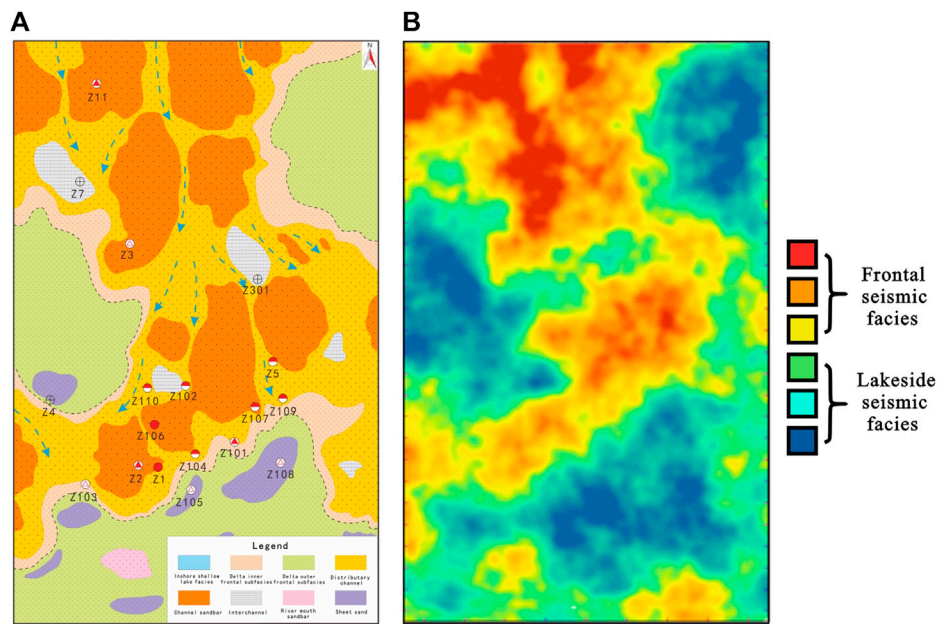 A
B
N
Z11
Z7
Z3
Z301
Z5
Z4
Z110
Z102
Z107
Z109
Z106
Z101
Z104
Z2
Z1
Z108
Z103
Z105
Legend
Inshore shallow
lake facies
Delta inner
frontal subfacies
Delta outer
frontal subfacies
Distributary
channel
Channel sandbar
Interchannel
River mouth
sandbar
Sheet sand
Frontal
seismic
facies
Lakeside
seismic
facies